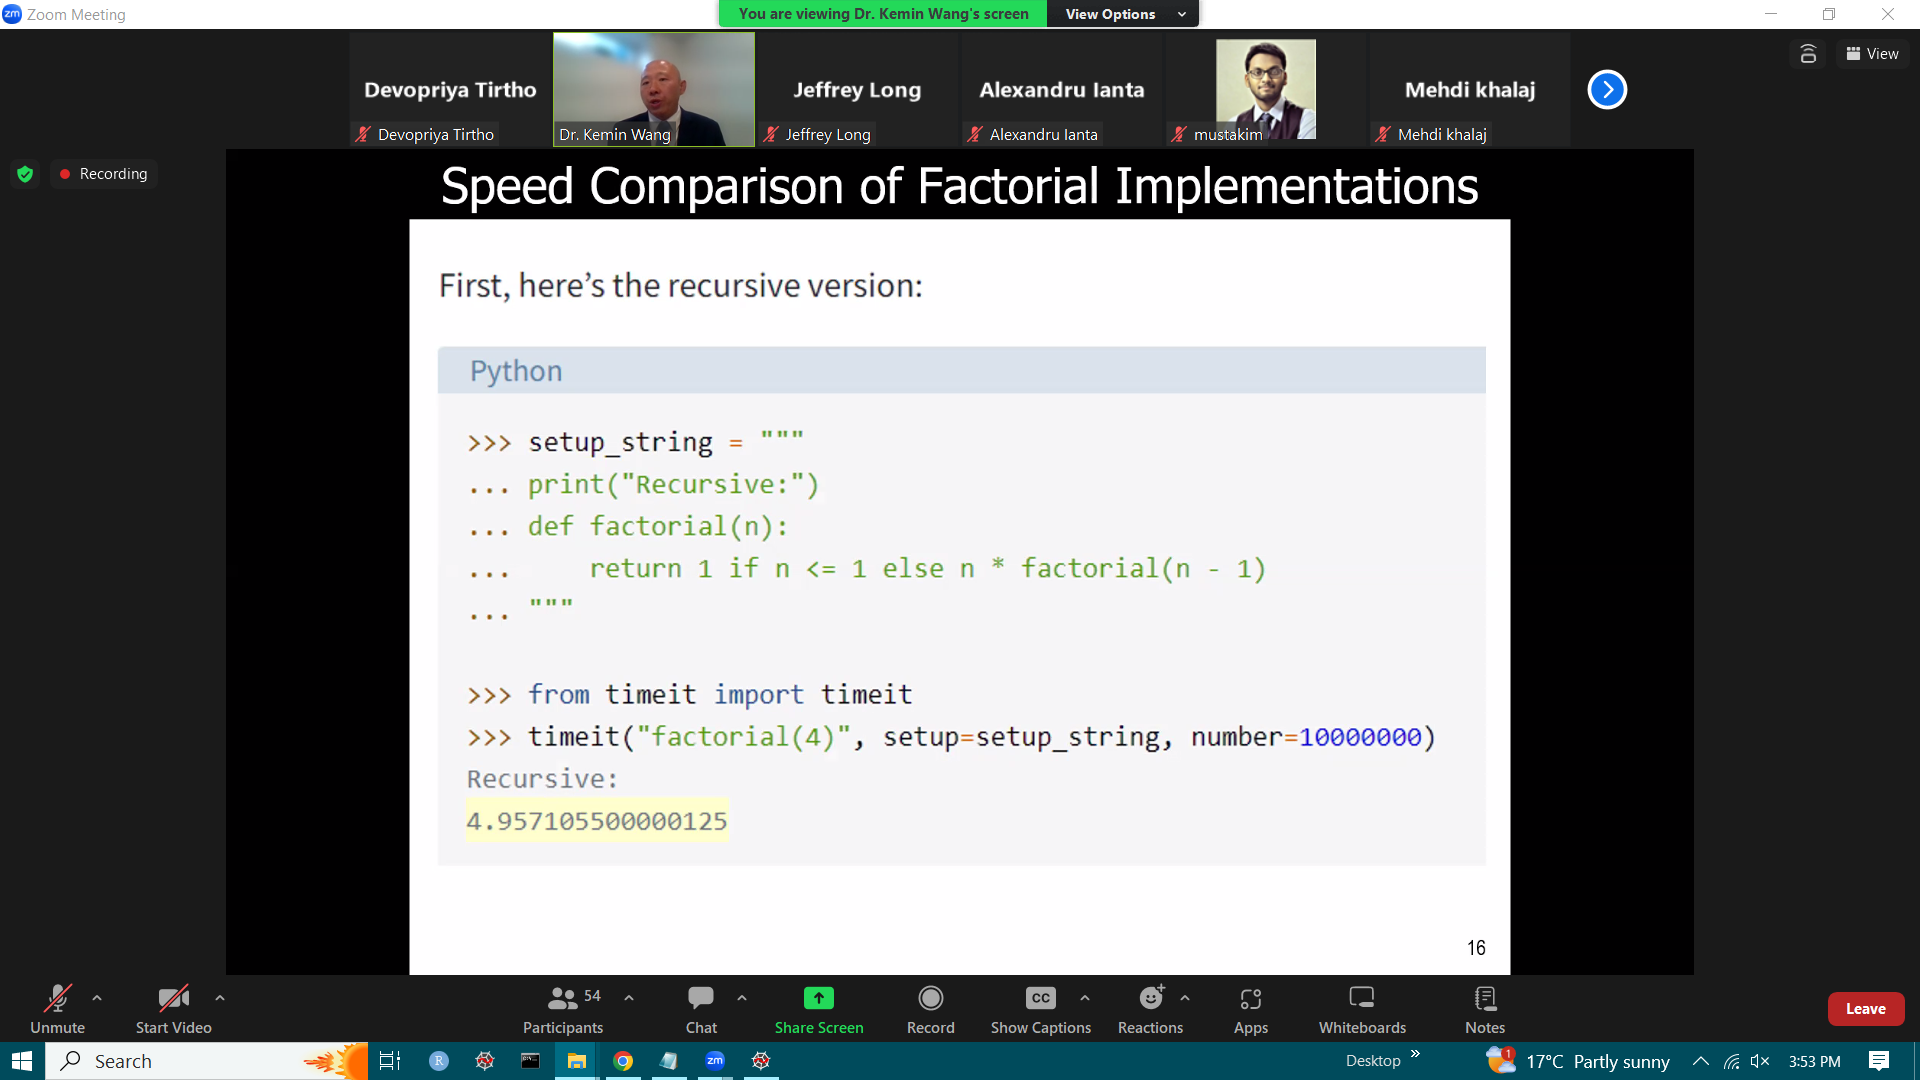 zm Zoom Meeting
You are viewing Dr. Kemin Wang's screen
View Options
Devopriya Tirtho
Jeffrey Long
Alexandru Ianta
Mehdi khalaj
View
Devopriya Tirtho
Dr. Kemin Wang
Jeffrey Long
Alexandru Ianta
mustakim
Mehdi khalaj
Recording
Speed Comparison of Factorial Implementations
First, here’s the recursive version:
Python
>>> setup_string = """
... print("Recursive:")
... def factorial(n):
...     return 1 if n <= 1 else n * factorial(n - 1)
... """
>>> from timeit import timeit
>>> timeit("factorial(4)", setup=setup_string, number=10000000)
Recursive:
4.957105500000125
16
54
CC
Unmute
Start Video
Participants
Chat
Share Screen
Record
Show Captions
Reactions
Apps
Whiteboards
Notes
Leave
Search
R
zm
Desktop
»
1
17°C Partly sunny
3:53 PM